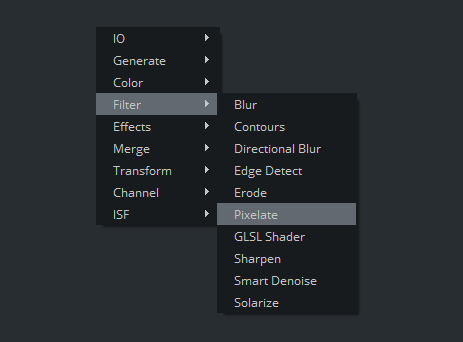 IO
Generate
Color
Filter
Effects
Merge
Transform
Channel
ISF
Blur
Contours
Directional Blur
Edge Detect
Erode
Pixelate
GLSL Shader
Sharpen
Smart Denoise
Solarize